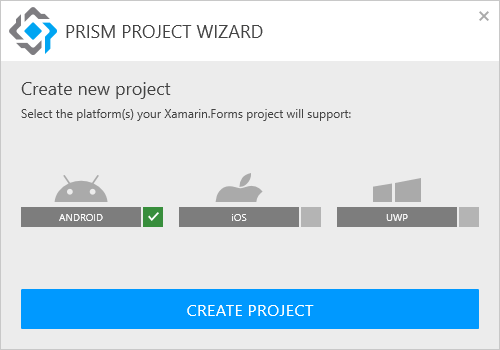 PRISM PROJECT WIZARD
Create new project
Select the platform(s) your Xamarin.Forms project will support:
ANDROID
iOS
UWP
CREATE PROJECT